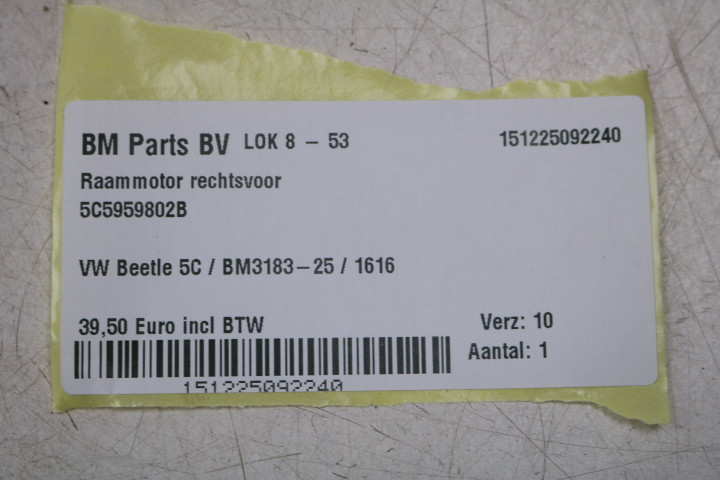 BM Parts BV LOK 8 - 53 151225092240
Raammotor rechtsvoor
5C5959802B
VW Beetle 5C / BM3183-25 / 1616
39,50 Euro incl BTW Verz: 10
Aantal: 1
151225092240